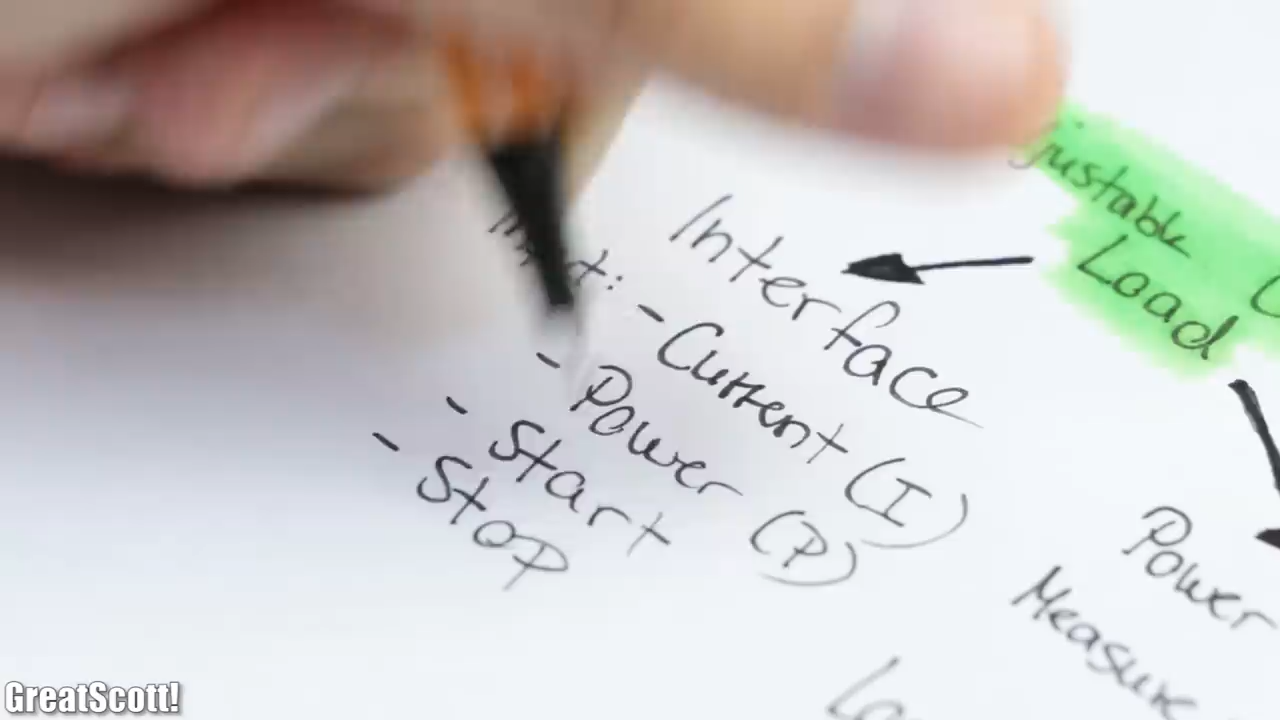 justable
Load
Interface
- Current (I)
- Power (P)
- Start
- Stop
Power
Measure
GreatScott!